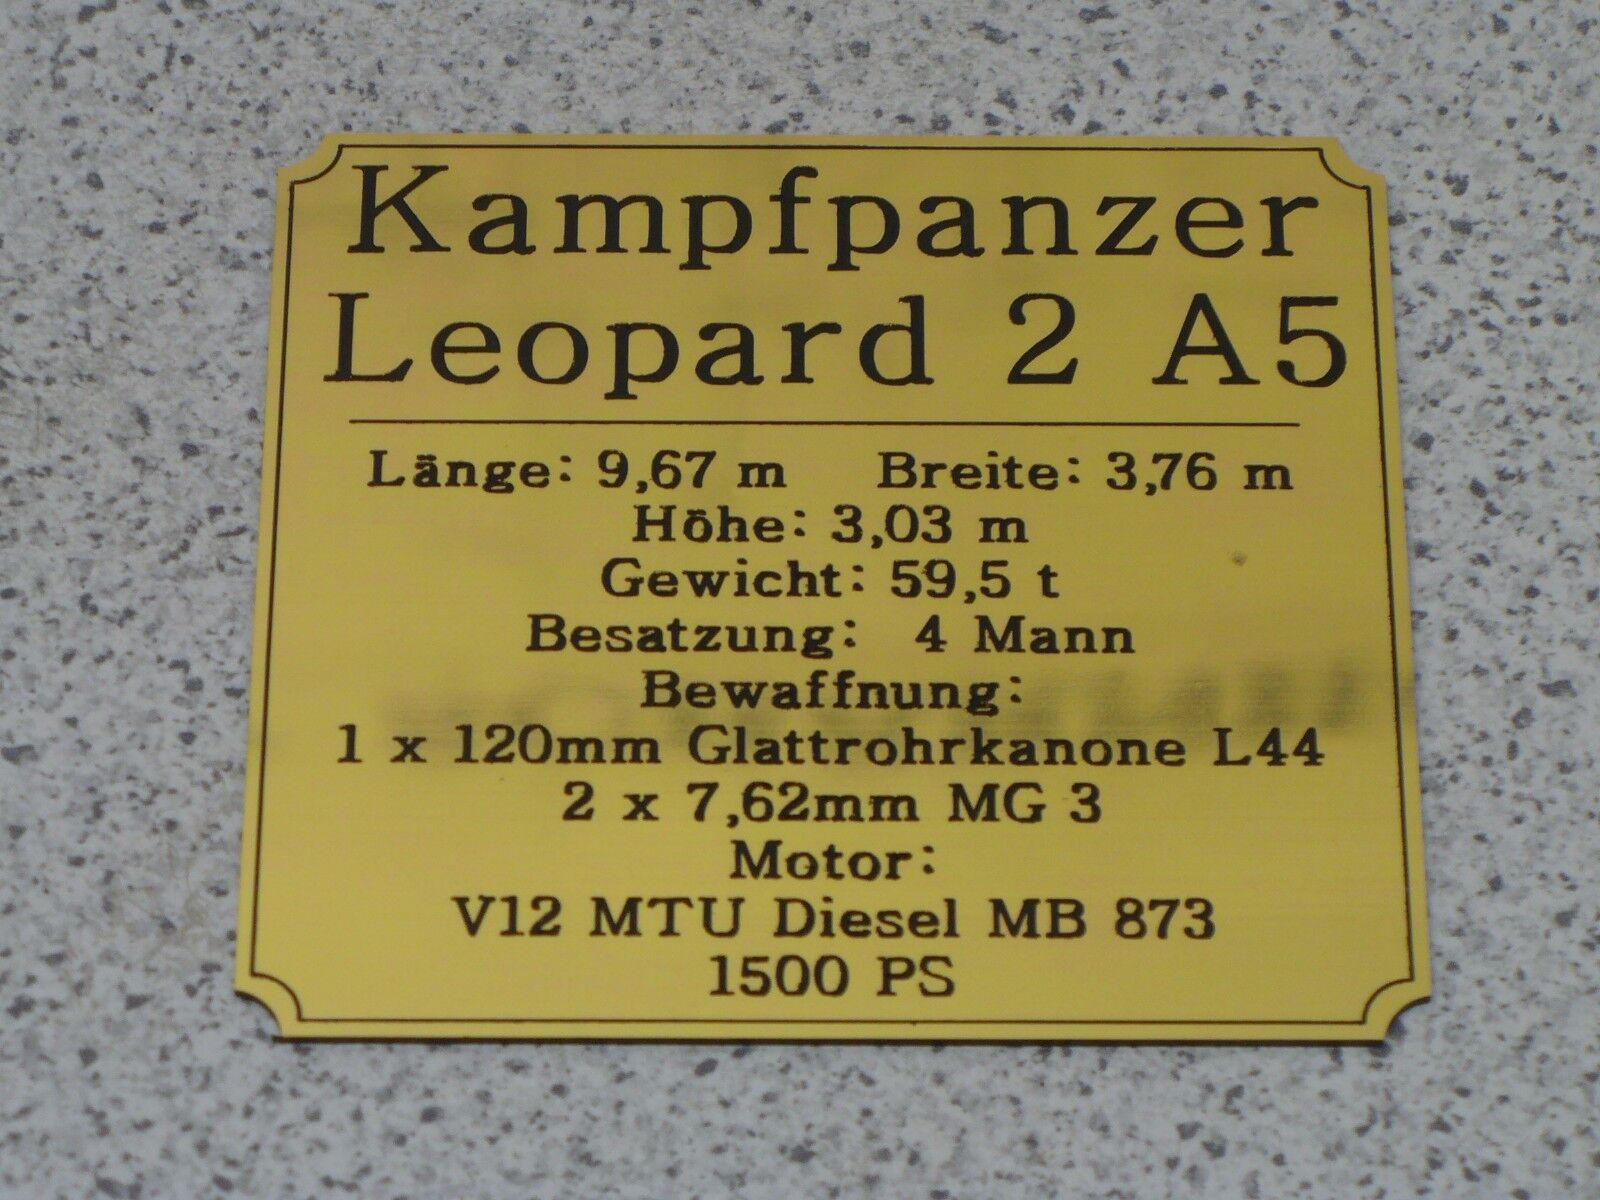 Kampfpanzer
Leopard 2 A5
Länge: 9,67 m Breite: 3,76 m
Höhe: 3,03 m
Gewicht: 59,5 t
Besatzung: 4 Mann
Bewaffnung:
1 x 120mm Glattrohrkanone L44
2 x 7,62mm MG 3
Motor:
V12 MTU Diesel MB 873
1500 PS